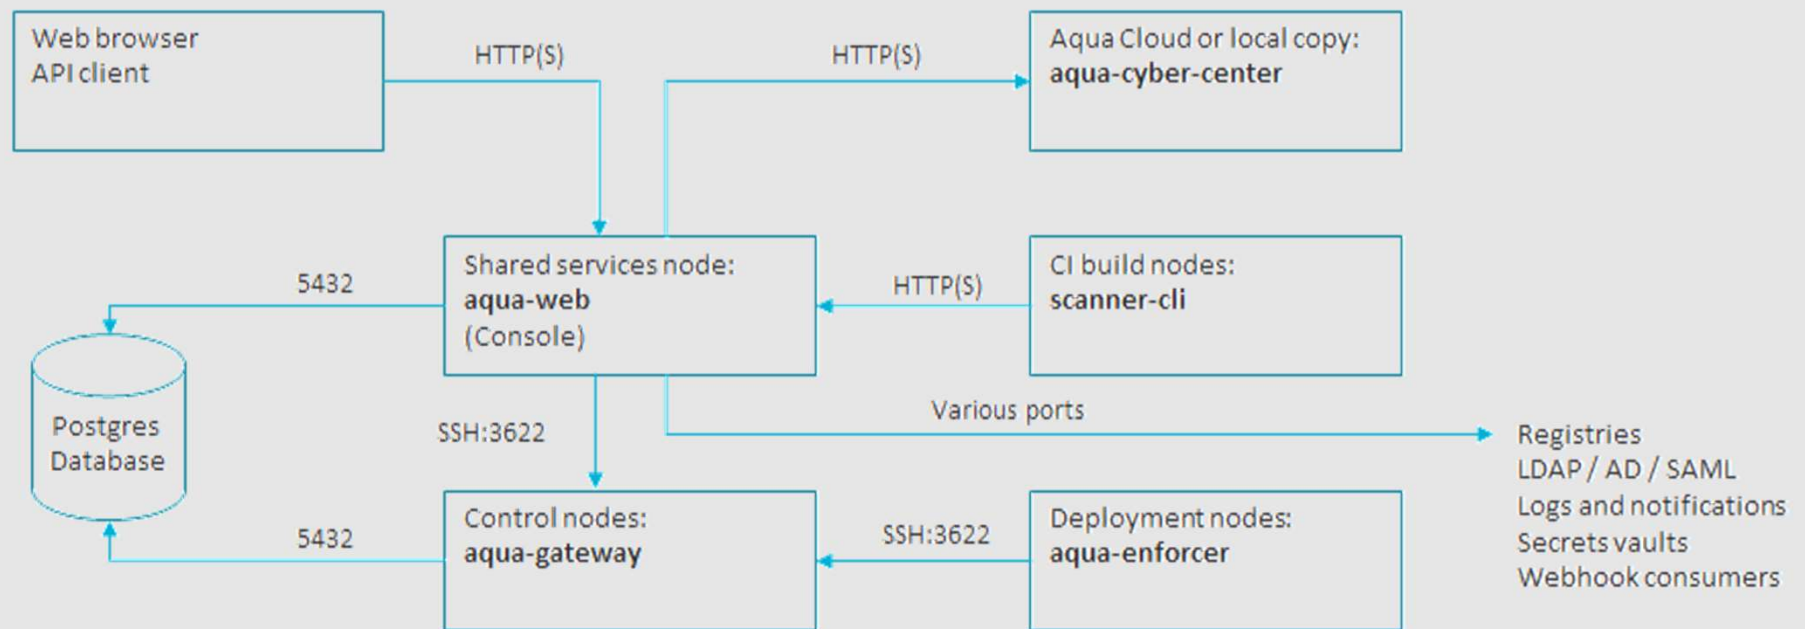 Web browser
API client
HTTP(S)
HTTP(S)
Aqua Cloud or local copy:
aqua-cyber-center
5432
Shared services node:
aqua-web
(Console)
HTTP(S)
CI build nodes:
scanner-cli
Postgres
Database
SSH:3622
Various ports
Registries
LDAP / AD / SAML
Logs and notifications
Secrets vaults
Webhook consumers
5432
Control nodes:
aqua-gateway
SSH:3622
Deployment nodes:
aqua-enforcer